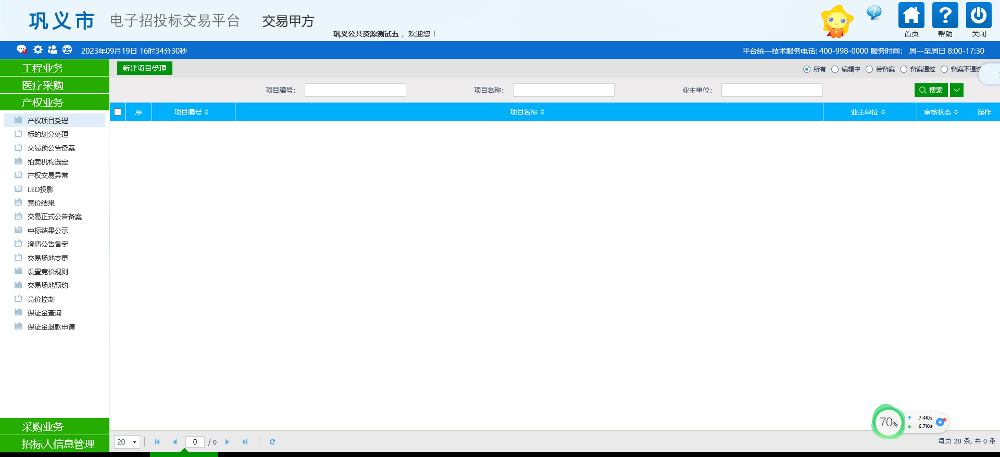 巩义市 电子招投标交易平台 交易甲方
巩义公共资源测试五，欢迎您！
首页 帮助 关闭
2023年09月19日 16时34分30秒
平台统一技术服务电话: 400-998-0000 服务时间： 周一至周日 8:00-17:30
工程业务
医疗采购
产权业务
产权项目受理
标的划分处理
交易预公告备案
拍卖机构选定
产权交易异常
LED投影
竞价结果
交易正式公告备案
中标结果公示
澄清公告备案
交易场地变更
设置竞价规则
交易场地预约
竞价控制
保证金查询
保证金退款申请
采购业务
招标人信息管理
新建项目受理
所有 编辑中 待备案 备案通过 备案不通过
项目编号： 项目名称： 业主单位： 搜索
序 项目编号 项目名称 业主单位 审核状态 操作
70%
7.4K/s
6.7K/s
20 0 / 0
每页 20 条, 共 0 条